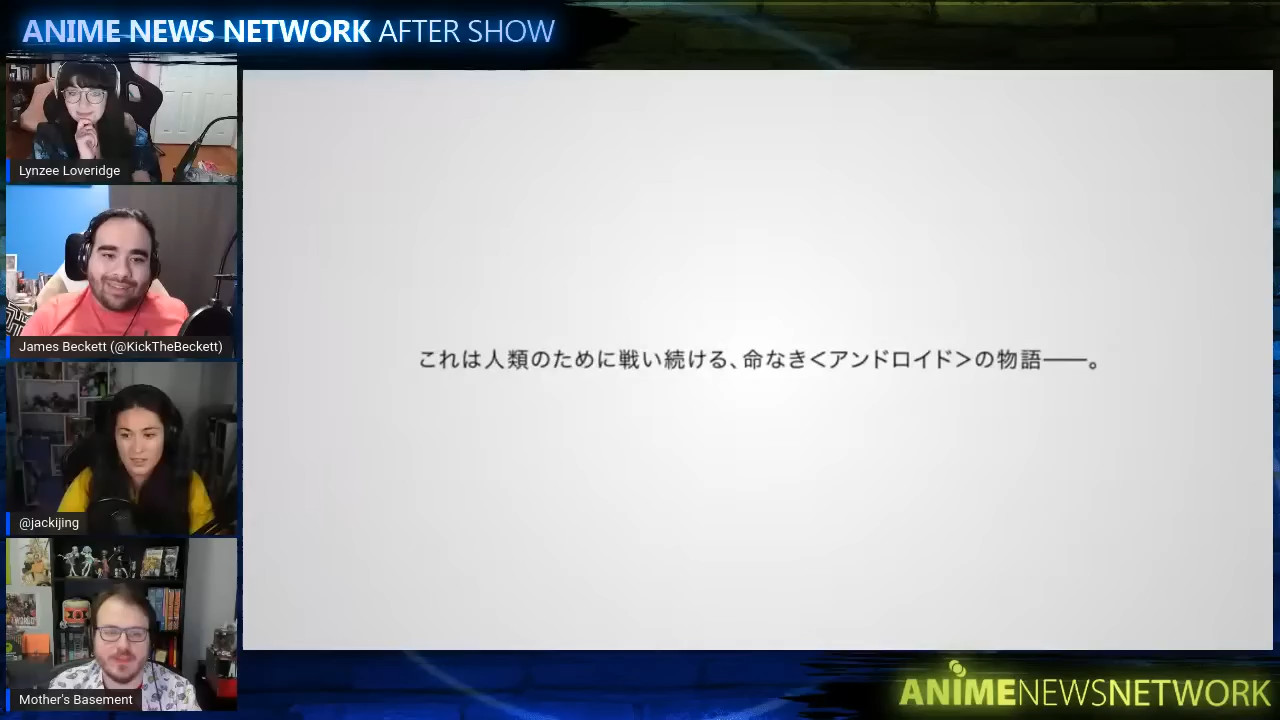 ANIME NEWS NETWORK AFTER SHOW
Lynzee Loveridge
James Beckett (@KickTheBeckett)
@jackijing
Mother's Basement
これは人類のために戦い続ける、命なき<アンドロイド>の物語――。
ANIMENEWSNETWORK